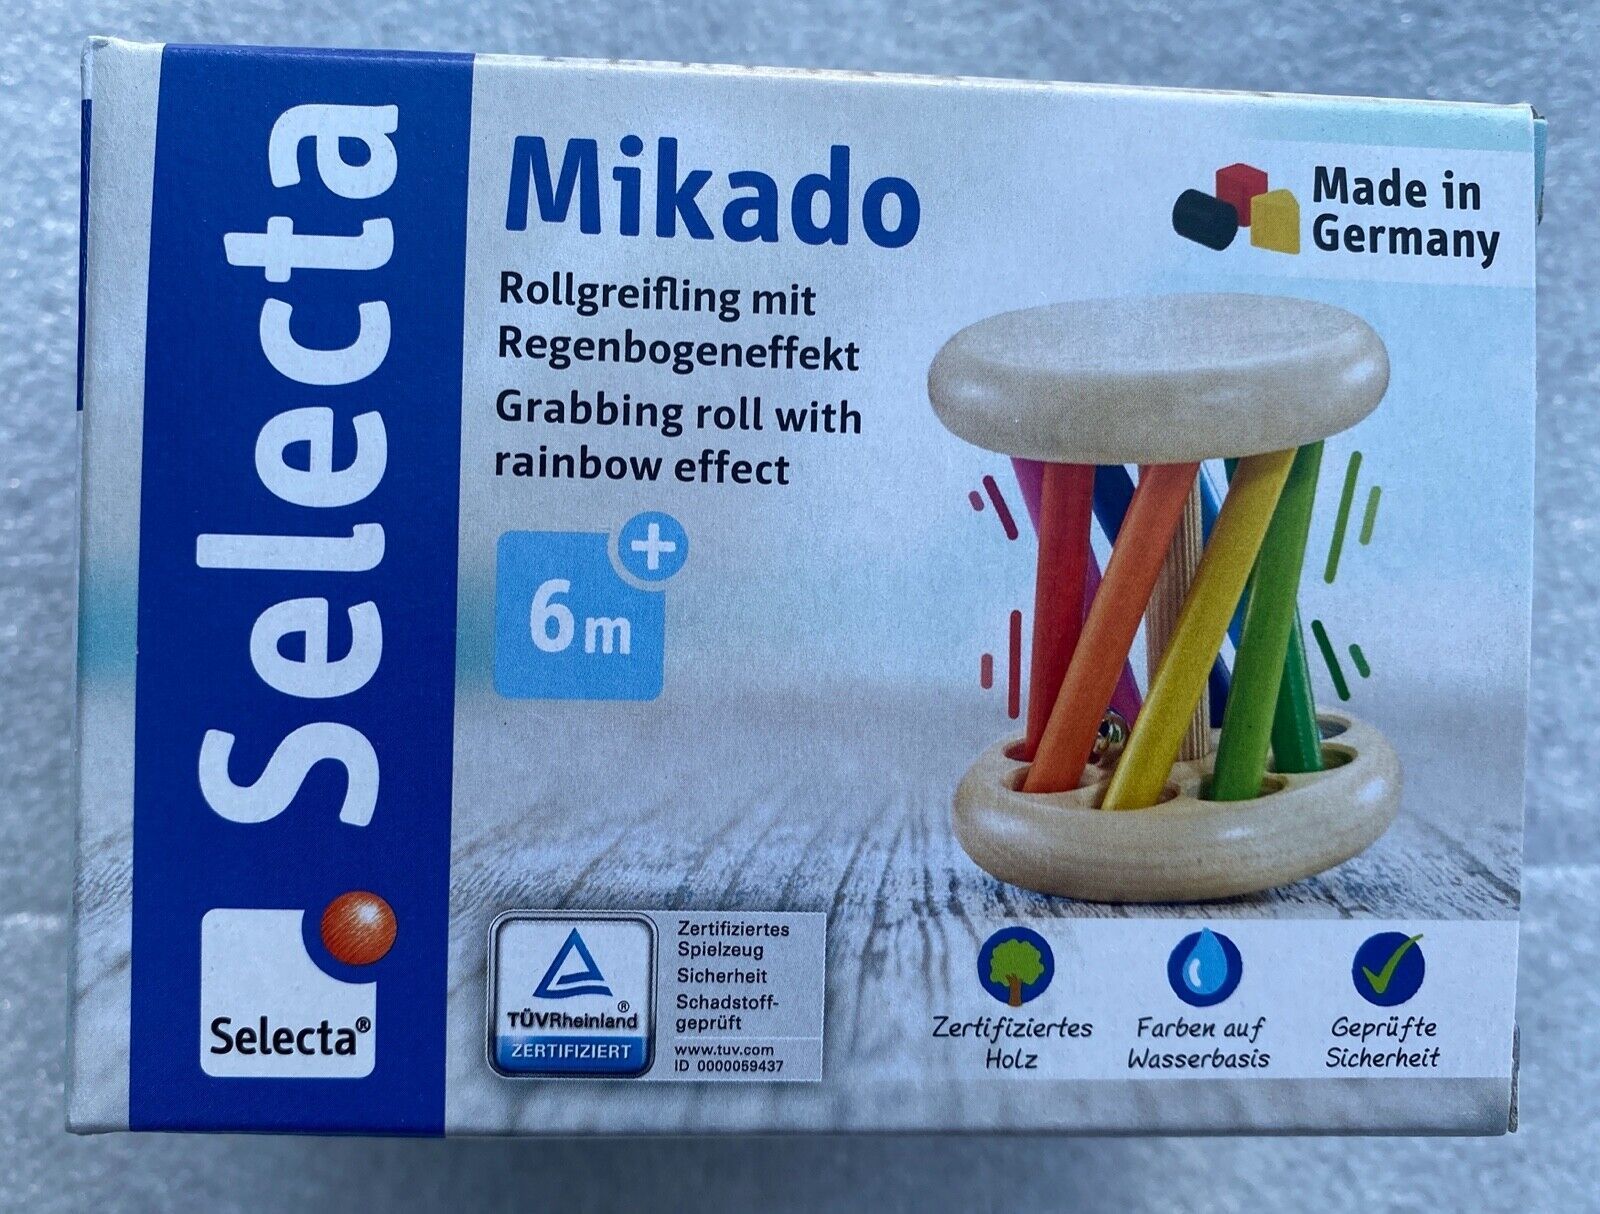 Selecta
Mikado
Rollgreifling mit
Regenbogeneffekt
Grabbing roll with
rainbow effect
6m+
Made in
Germany
Selecta®
TÜVRheinland®
ZERTIFIZIERT
Zertifiziertes
Spielzeug
Sicherheit
Schadstoff-
geprüft
www.tuv.com
ID 0000059437
Zertifiziertes
Holz
Farben auf
Wasserbasis
Geprüfte
Sicherheit